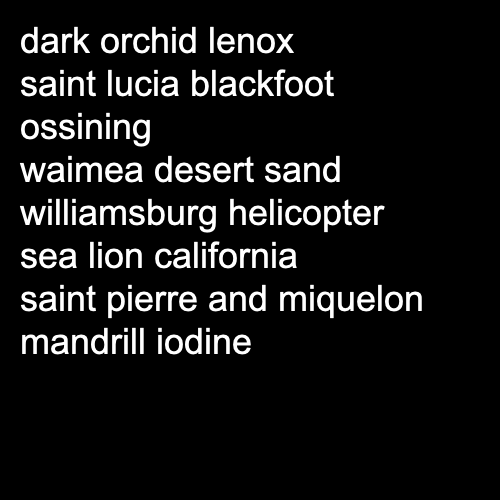 dark orchid lenox
saint lucia blackfoot
ossining
waimea desert sand
williamsburg helicopter
sea lion california
saint pierre and miquelon
mandrill iodine